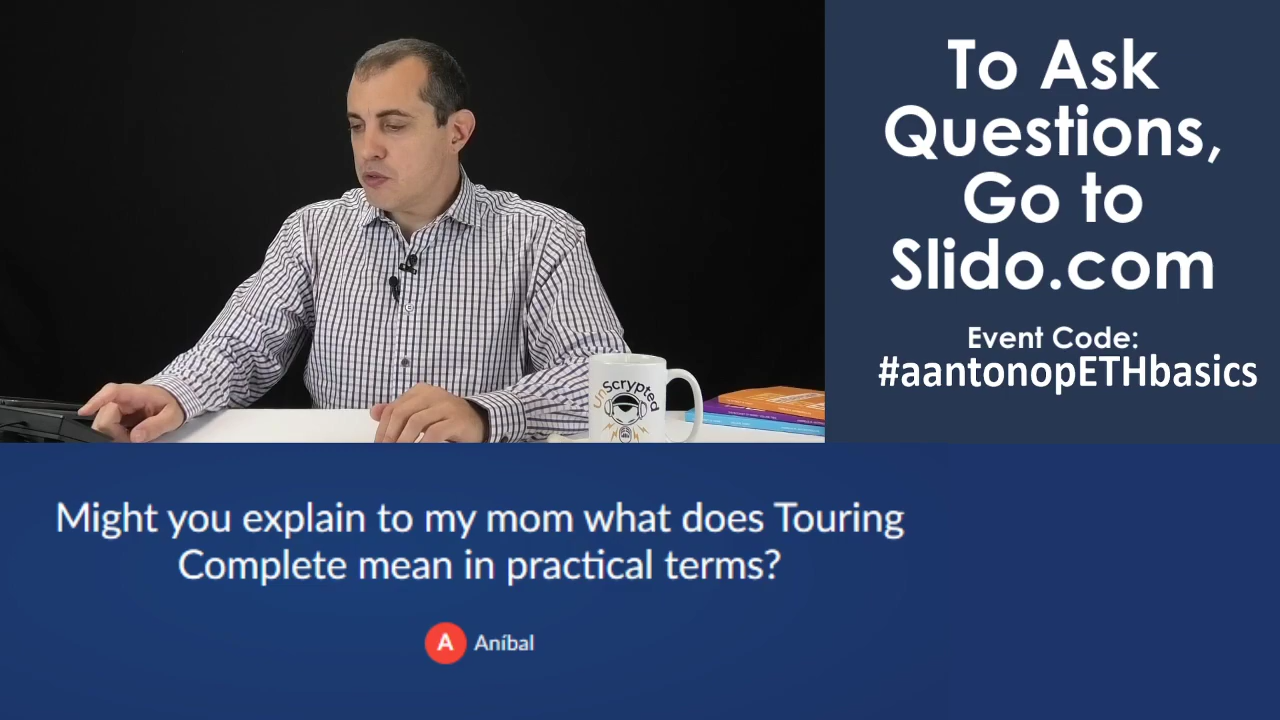 To Ask
Questions,
Go to
Slido.com
Event Code:
#aantonopETHbasics
UnScrypted
Might you explain to my mom what does Touring
Complete mean in practical terms?
A Aníbal